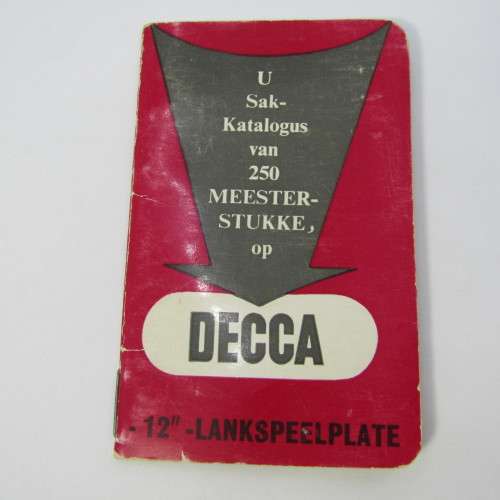 U
Sak-
Katalogus
van
250
MEESTER-
STUKKE,
op
DECCA
- 12" -LANKSPEELPLATE